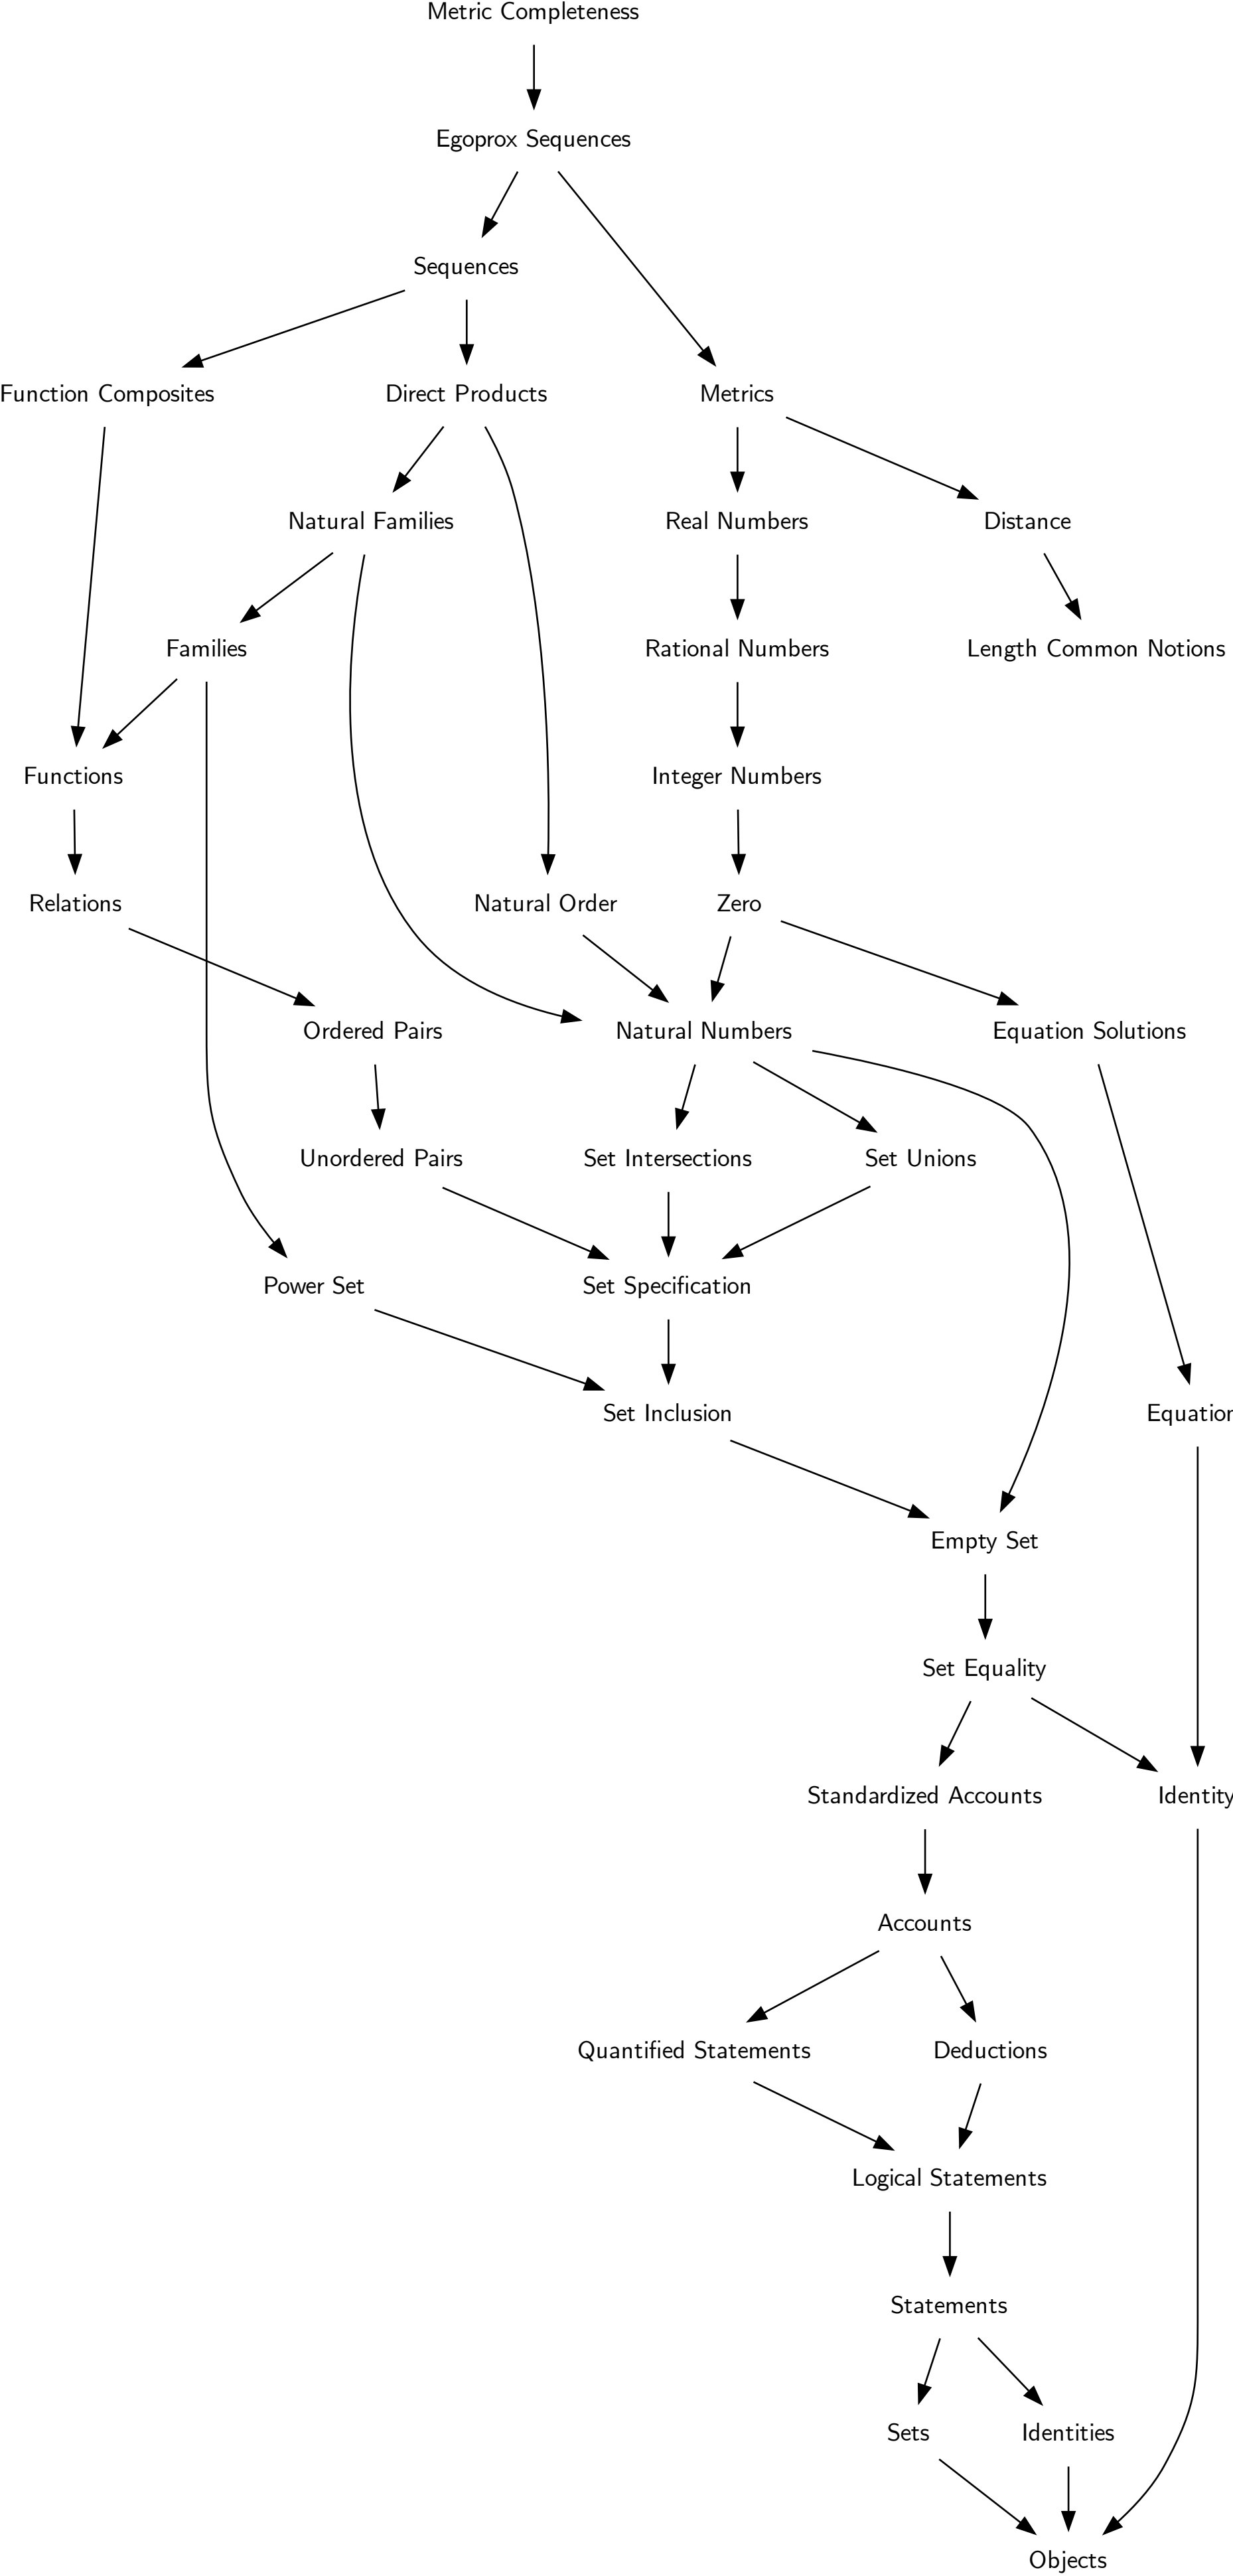 Metric Completeness
Egoprox Sequences
Sequences
Function Composites
Direct Products
Metrics
Natural Families
Real Numbers
Distance
Families
Rational Numbers
Length Common Notions
Functions
Integer Numbers
Relations
Natural Order
Zero
Ordered Pairs
Natural Numbers
Equation Solutions
Unordered Pairs
Set Intersections
Set Unions
Power Set
Set Specification
Set Inclusion
Equation
Empty Set
Set Equality
Standardized Accounts
Identity
Accounts
Quantified Statements
Deductions
Logical Statements
Statements
Sets
Identities
Objects